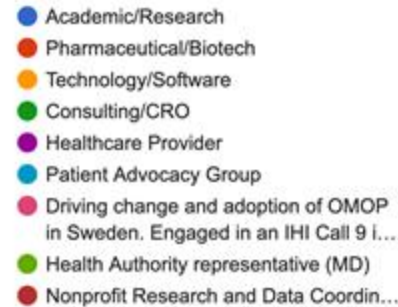 Academic/Research
Pharmaceutical/Biotech
Technology/Software
Consulting/CRO
Healthcare Provider
Patient Advocacy Group
Driving change and adoption of OMOP
in Sweden. Engaged in an IHI Call 9 i...
Health Authority representative (MD)
Nonprofit Research and Data Coordin...